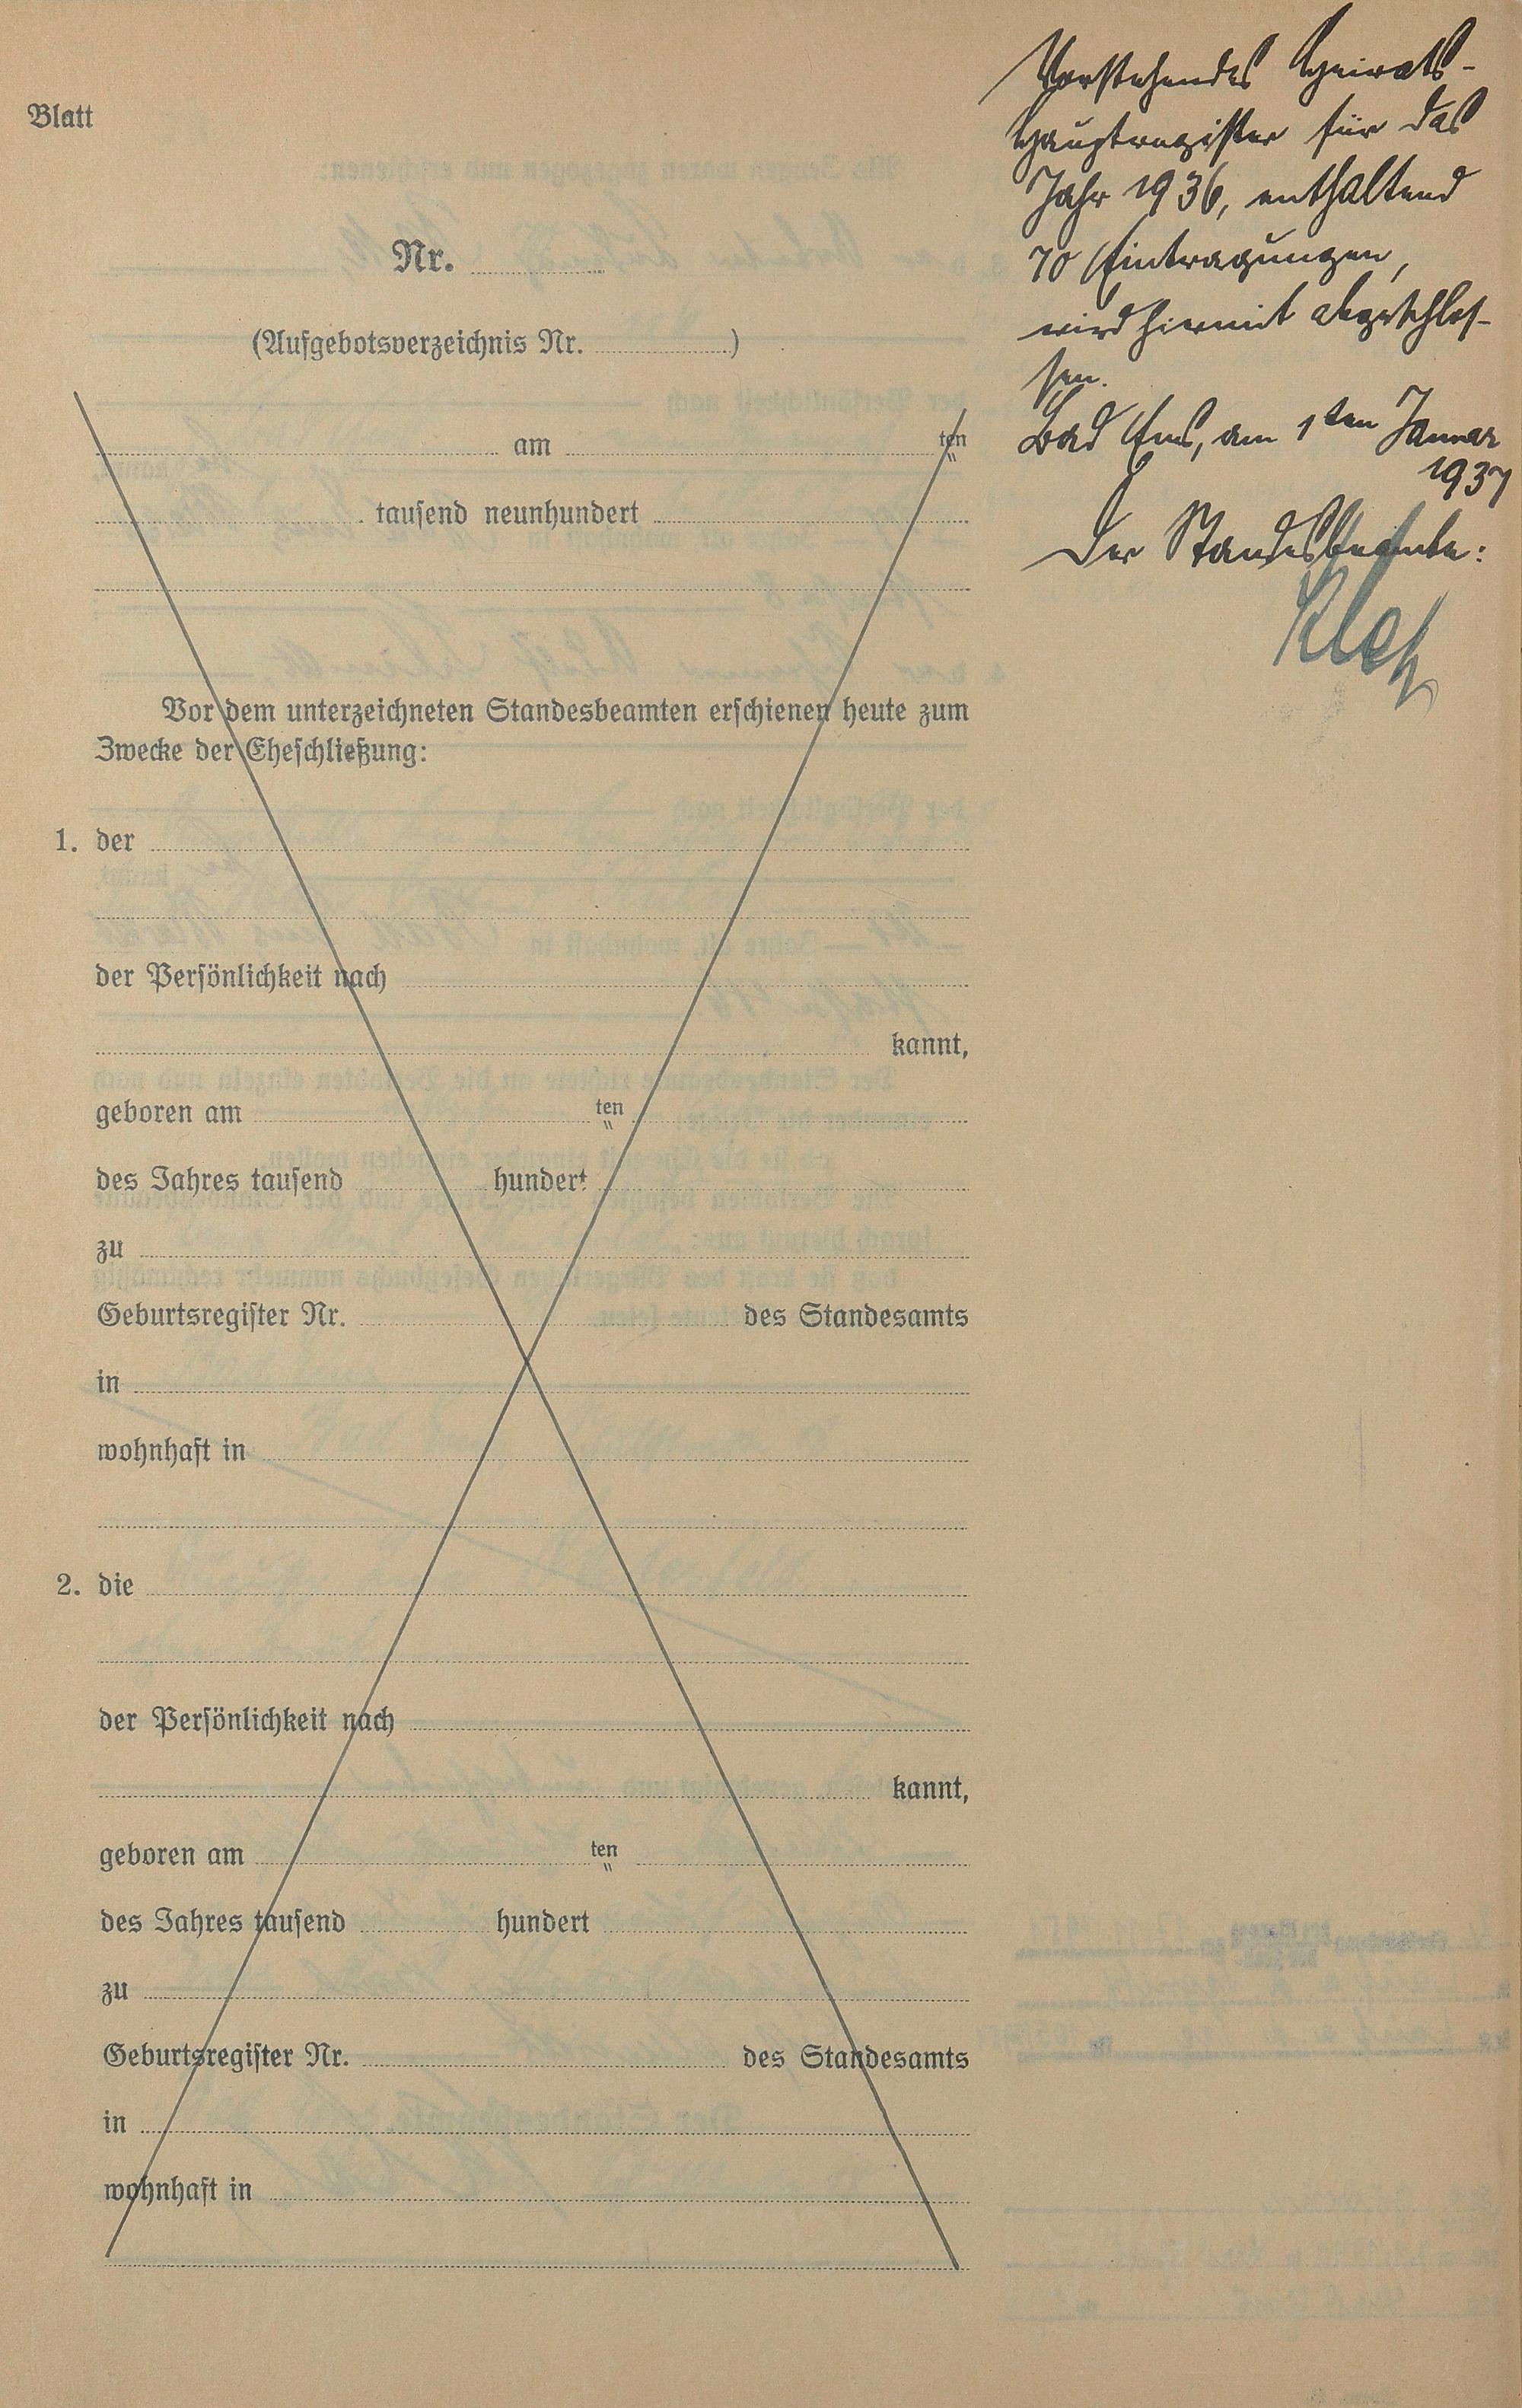 Blatt
Nr.
(Aufgebotsverzeichnis Nr. )
am ten
"
tausend neunhundert
Vor dem unterzeichneten Standesbeamten erschienen heute zum
Zwecke der Eheschließung:
1. der
der Persönlichkeit nach
kannt,
geboren am ten
"
des Jahres tausend hundert
zu
Geburtsregister Nr. des Standesamts
in
wohnhaft in
2. die
der Persönlichkeit nach
kannt,
geboren am ten
"
des Jahres tausend hundert
zu
Geburtsregister Nr. des Standesamts
in
wohnhaft in
Vorstehendes Heirats-
hauptregister für das
Jahr 1936, enthaltend
70 Eintragungen,
wird hiermit abgeschlos-
sen.
Bad Ems, am 1ten Januar
1937
Der Standesbeamte: